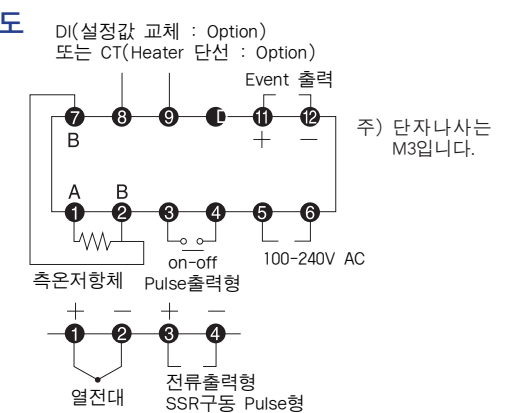 도
DI(설정값 교체 : Option)
또는 CT(Heater 단선 : Option)
Event 출력
7 8 9 11 12
B + −
주) 단자나사는
M3입니다.
A B
1 2 3 4 5 6
on-off
100-240V AC
측온저항체
Pulse출력형
+ − + −
1 2 3 4
열전대
전류출력형
SSR구동 Pulse형